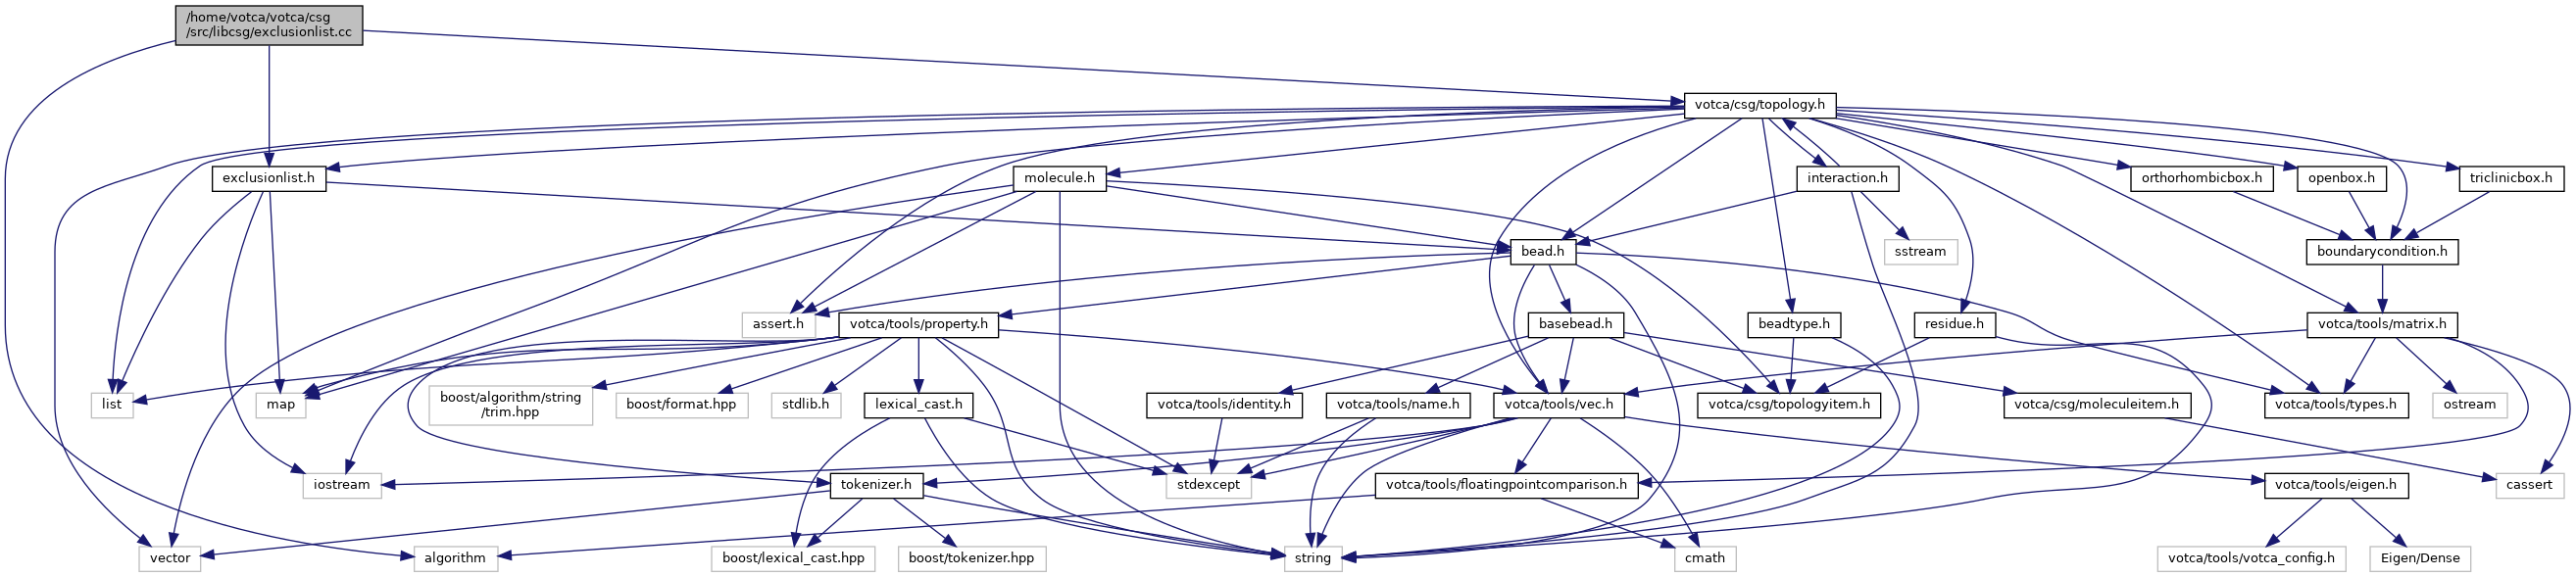 /home/votca/votca/csg
/src/libcsg/exclusionlist.cc
votca/csg/topology.h
exclusionlist.h
molecule.h
interaction.h
orthorhombicbox.h
openbox.h
triclinicbox.h
bead.h
sstream
boundarycondition.h
assert.h
votca/tools/property.h
basebead.h
beadtype.h
residue.h
votca/tools/matrix.h
list
map
boost/algorithm/string
/trim.hpp
boost/format.hpp
stdlib.h
lexical_cast.h
votca/tools/identity.h
votca/tools/name.h
votca/tools/vec.h
votca/csg/topologyitem.h
votca/csg/moleculeitem.h
votca/tools/types.h
ostream
iostream
tokenizer.h
stdexcept
votca/tools/floatingpointcomparison.h
votca/tools/eigen.h
cassert
vector
algorithm
boost/lexical_cast.hpp
boost/tokenizer.hpp
string
cmath
votca/tools/votca_config.h
Eigen/Dense